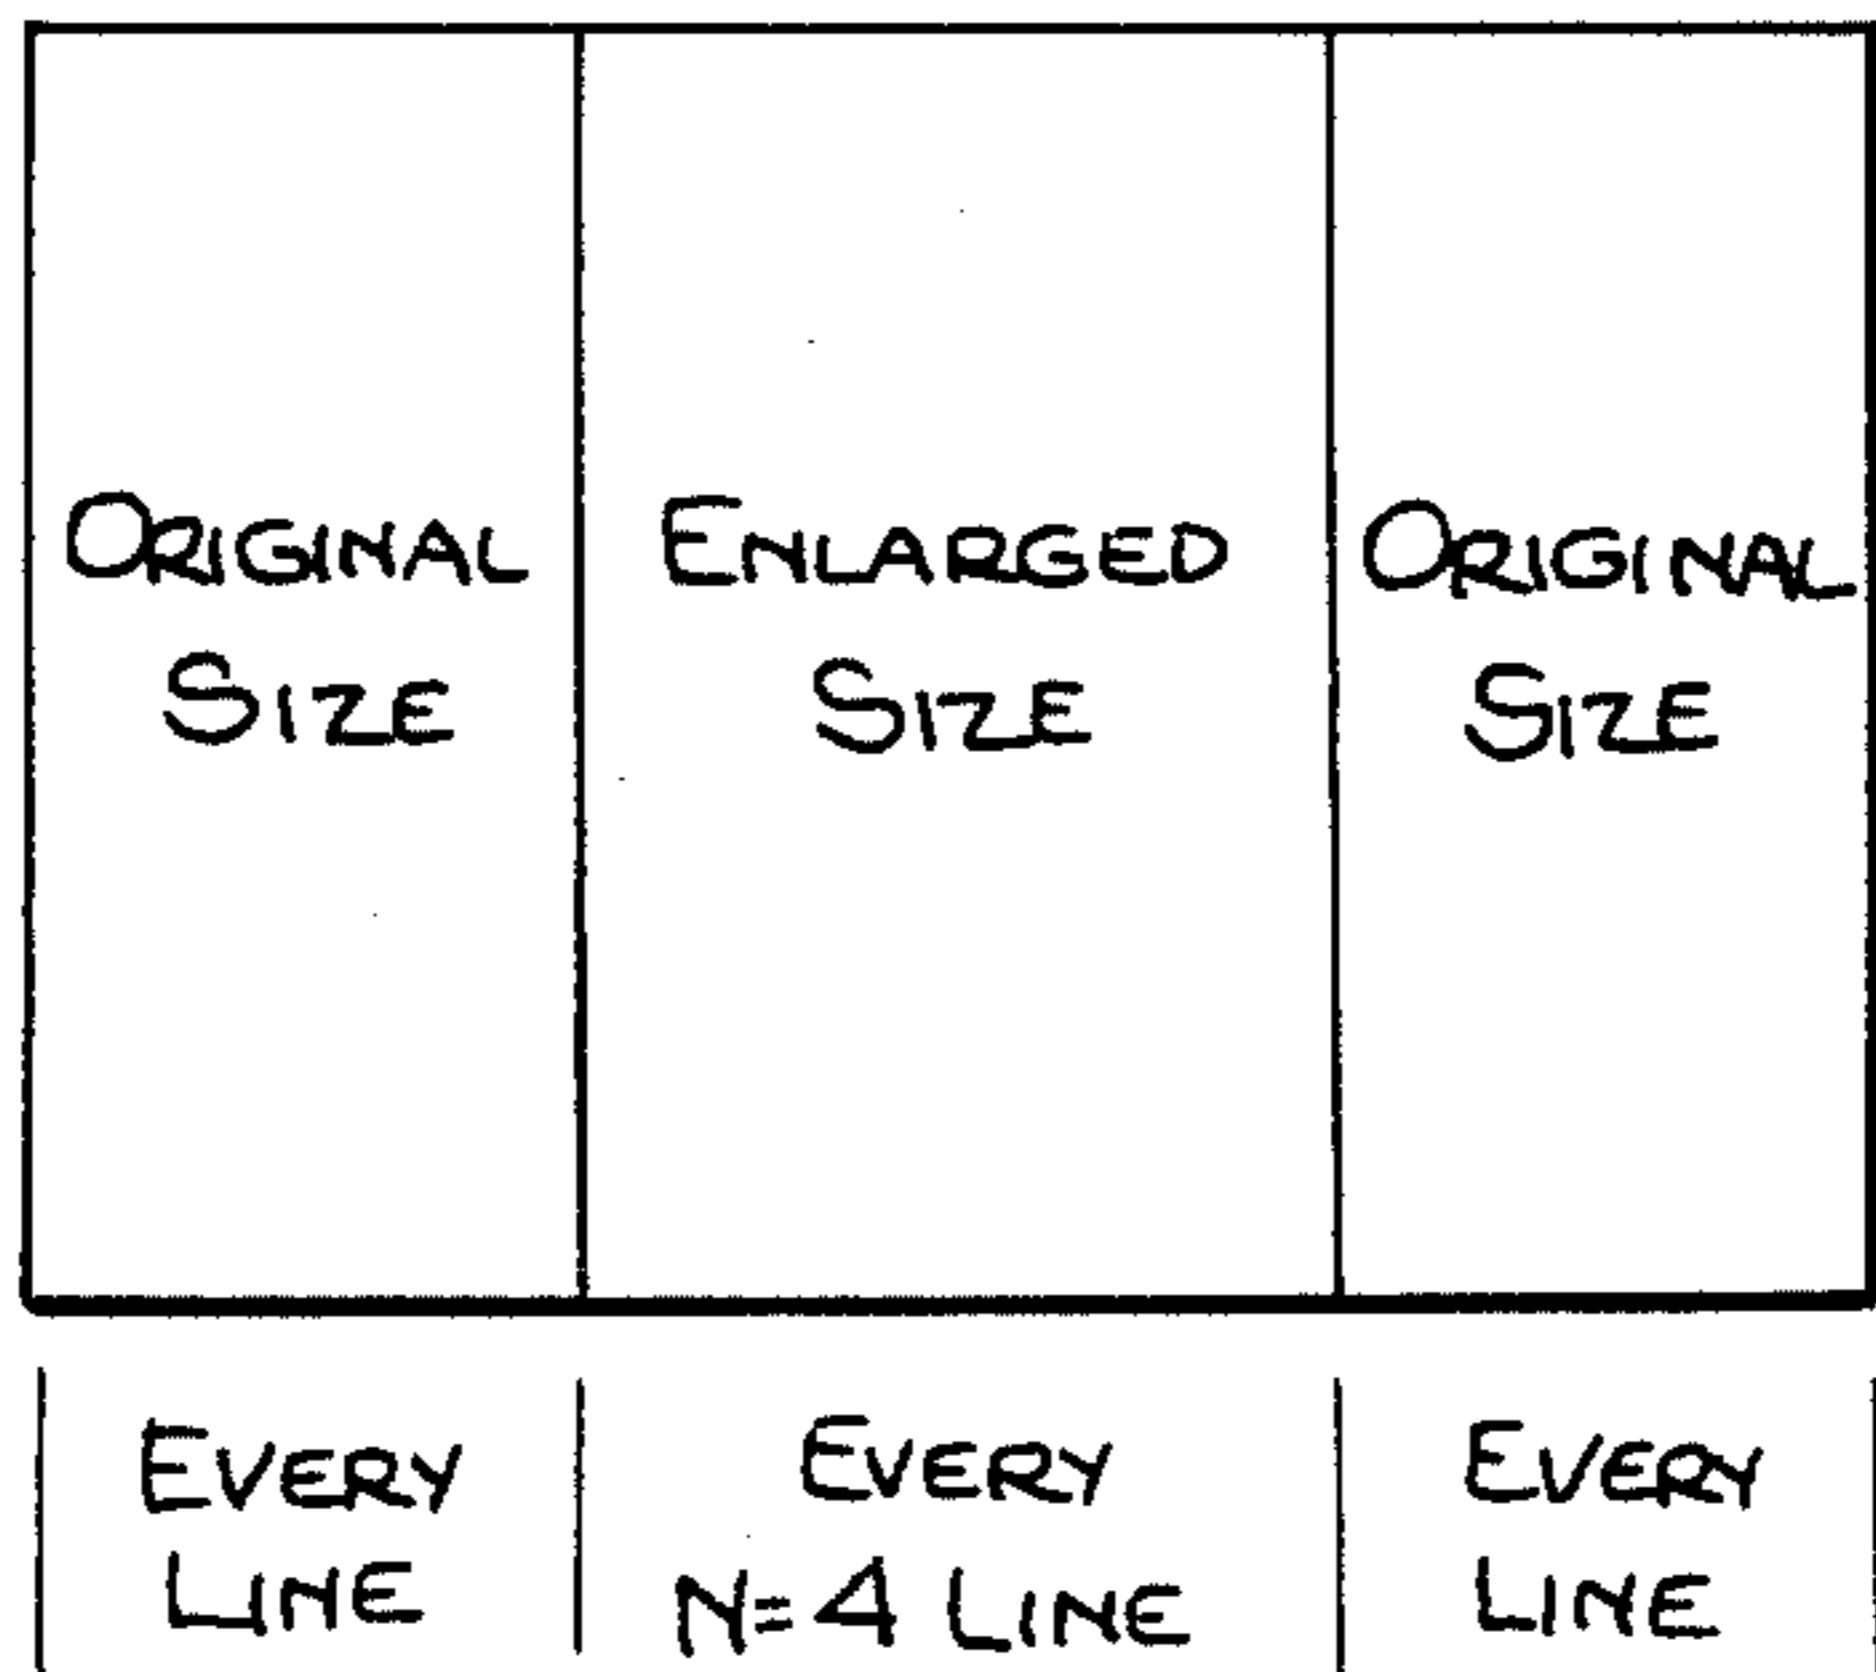 ORIGINAL
SIZE
ENLARGED
SIZE
ORIGINAL
SIZE
EVERY
LINE
EVERY
N=4 LINE
EVERY
LINE